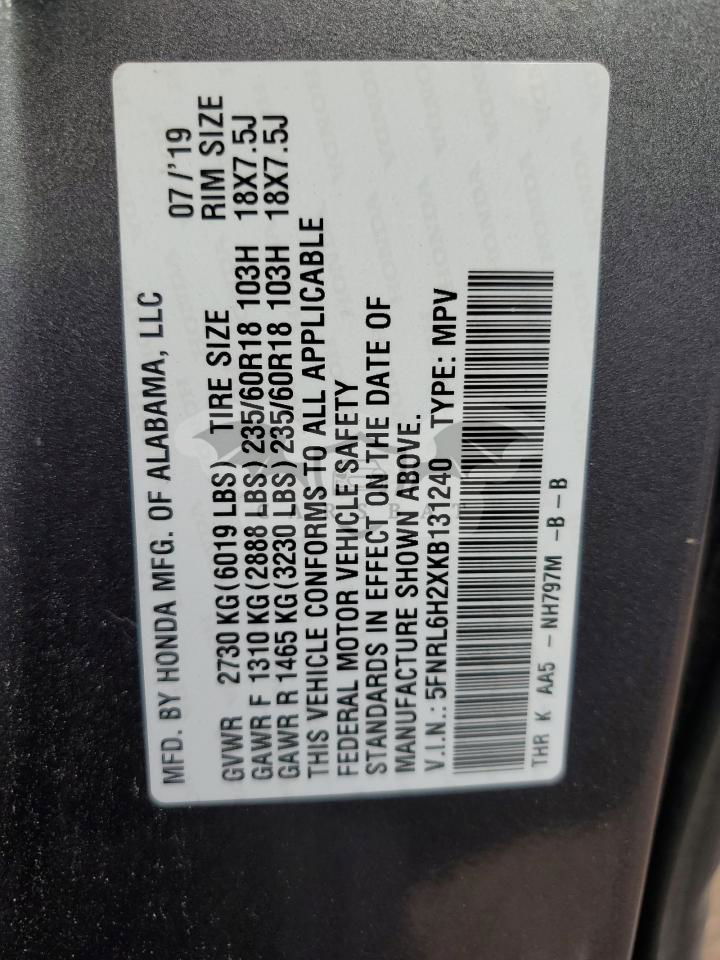 MFD. BY HONDA MFG. OF ALABAMA, LLC 07/'19
GVWR 2730 KG(6019 LBS) TIRE SIZE RIM SIZE
GAWR F 1310 KG(2888 LBS) 235/60R18 103H 18X7.5J
GAWR R 1465 KG(3230 LBS) 235/60R18 103H 18X7.5J
THIS VEHICLE CONFORMS TO ALL APPLICABLE
FEDERAL MOTOR VEHICLE SAFETY
STANDARDS IN EFFECT ON THE DATE OF
MANUFACTURE SHOWN ABOVE.
V.I.N.: 5FNRL6H2XKB131240 TYPE: MPV
THR K AA5 - NH797M -B -B
CARSBAT